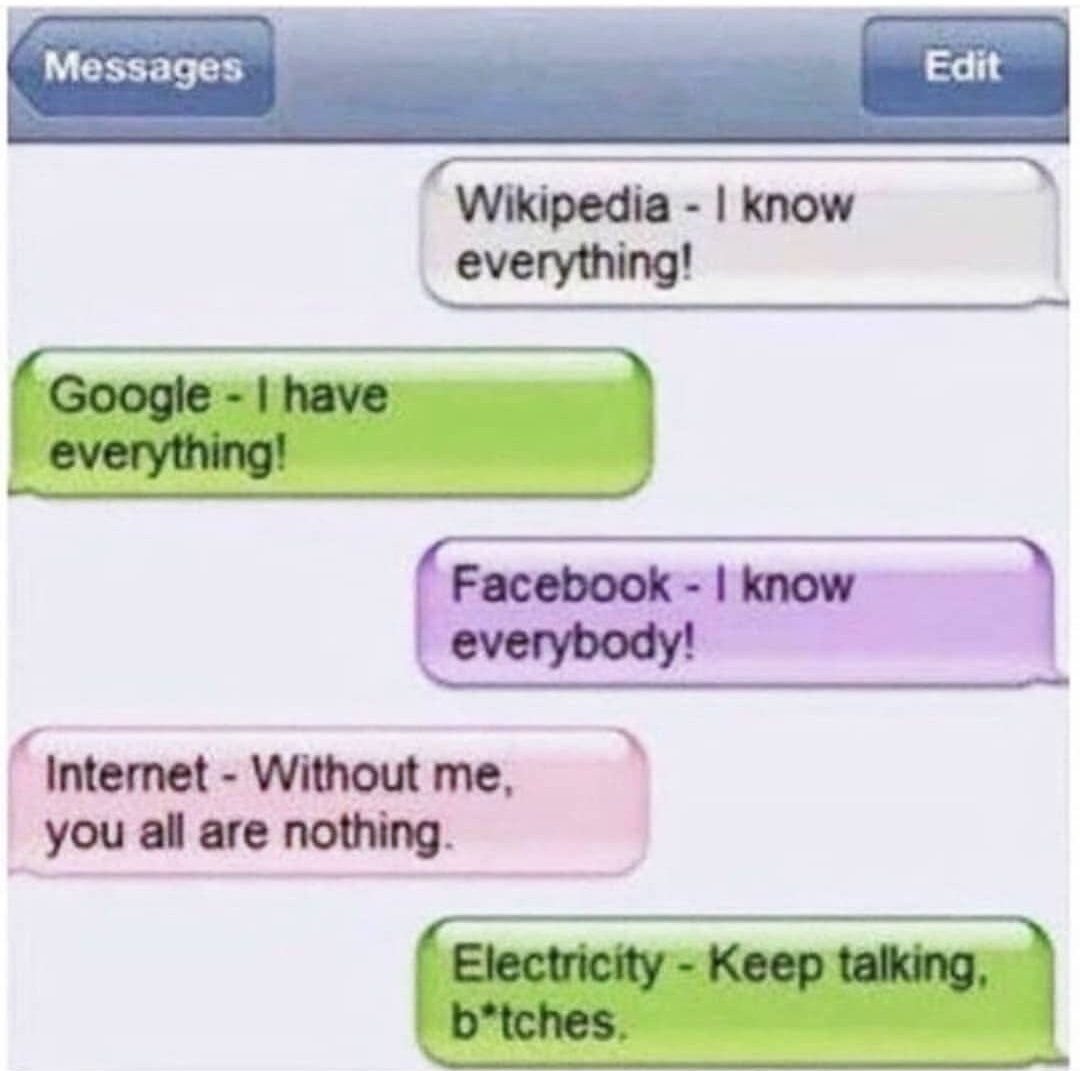 Messages
Edit
Wikipedia - I know
everything!
Google - I have
everything!
Facebook - I know
everybody!
Internet - Without me,
you all are nothing.
Electricity - Keep talking,
b*tches.